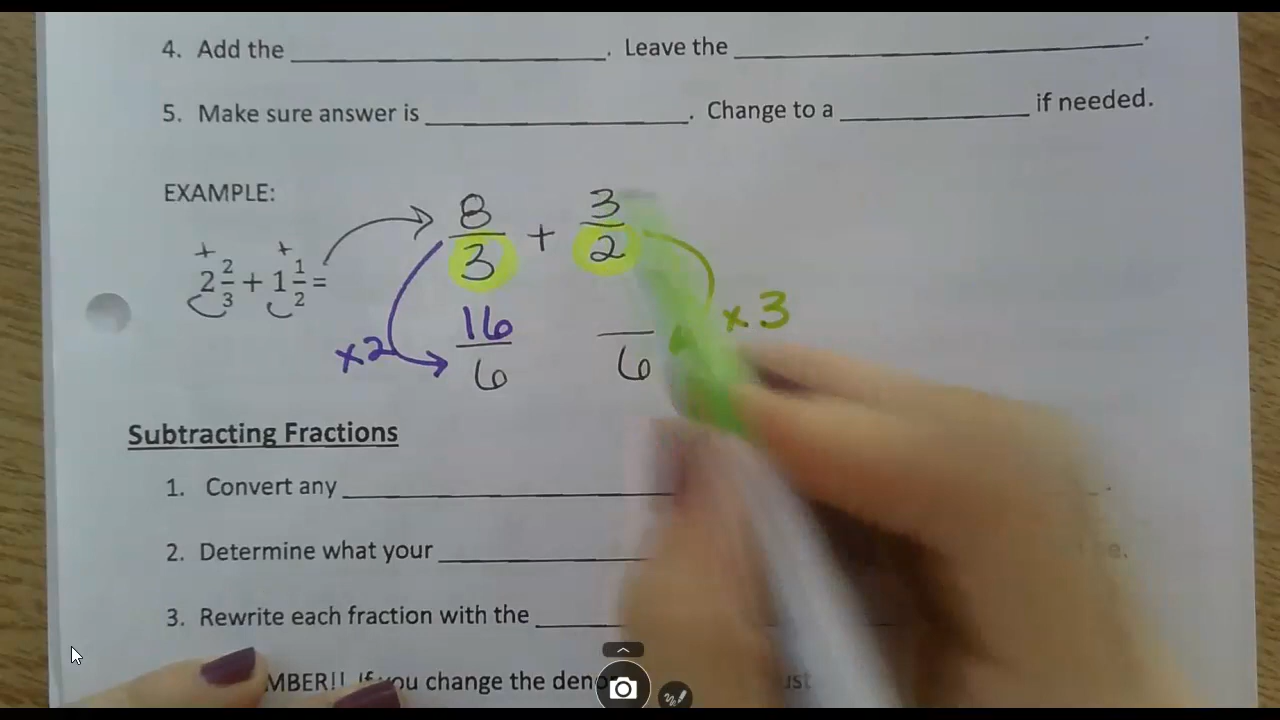 4. Add the ____________. Leave the ____________.
5. Make sure answer is ____________. Change to a ____________ if needed.
EXAMPLE:
+ +
2 2/3 + 1 1/2 =
8/3 + 3/2
×2 16/6 /6 ×3
Subtracting Fractions
1. Convert any ____________.
2. Determine what your ____________
3. Rewrite each fraction with the ____________
MBER!! If you change the deno